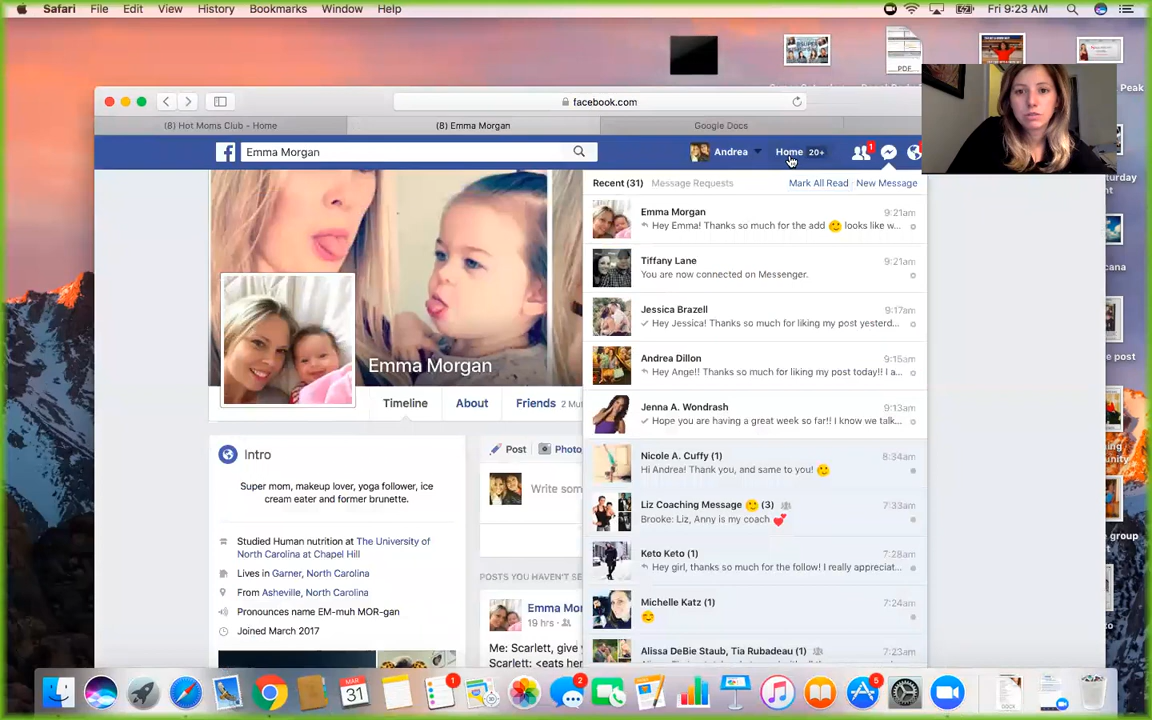 Safari File Edit View History Bookmarks Window Help
Fri 9:23 AM
PDF
Peak
facebook.com
(8) Hot Moms Club - Home
(8) Emma Morgan
Google Docs
Emma Morgan
Andrea
Home 20+
1
Recent (31) Message Requests Mark All Read New Message
Emma Morgan 9:21am
Hey Emma! Thanks so much for the add 🙂 looks like w...
Tiffany Lane 9:21am
You are now connected on Messenger.
Jessica Brazell 9:17am
Hey Jessica! Thanks so much for liking my post yesterd...
Andrea Dillon 9:15am
Hey Ange!! Thanks so much for liking my post today!! I a...
Jenna A. Wondrash 9:13am
Hope you are having a great week so far!! I know we talk...
Nicole A. Cuffy (1) 8:34am
Hi Andrea! Thank you, and same to you! 🙂
Liz Coaching Message 🙂 (3) 7:33am
Brooke: Liz, Anny is my coach 💕
Keto Keto (1) 7:28am
Hey girl, thanks so much for the follow! I really appreciat...
Michelle Katz (1) 7:24am
😊
Alissa DeBie Staub, Tia Rubadeau (1) 7:23am
Emma Morgan
Timeline About Friends
Intro
Super mom, makeup lover, yoga follower, ice
cream eater and former brunette.
Studied Human nutrition at The University of
North Carolina at Chapel Hill
Lives in Garner, North Carolina
From Asheville, North Carolina
Pronounces name EM-muh MOR-gan
Joined March 2017
Post Photo
Write som
POSTS YOU HAVEN'T SE
Emma Mor
19 hrs
Me: Scarlett, give
Scarlett: <eats he
post
group
MAR
31
1
2
5